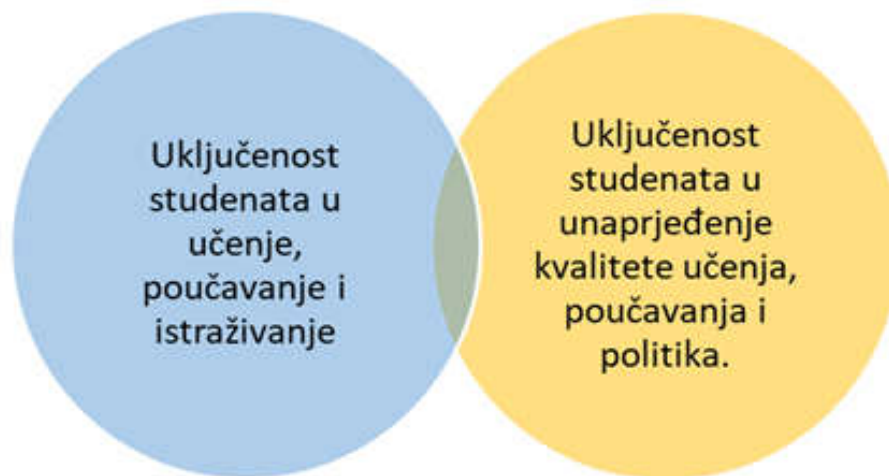 Uključenost
studenata u
učenje,
poučavanje i
istraživanje
Uključenost
studenata u
unaprjeđenje
kvalitete učenja,
poučavanja i
politika.